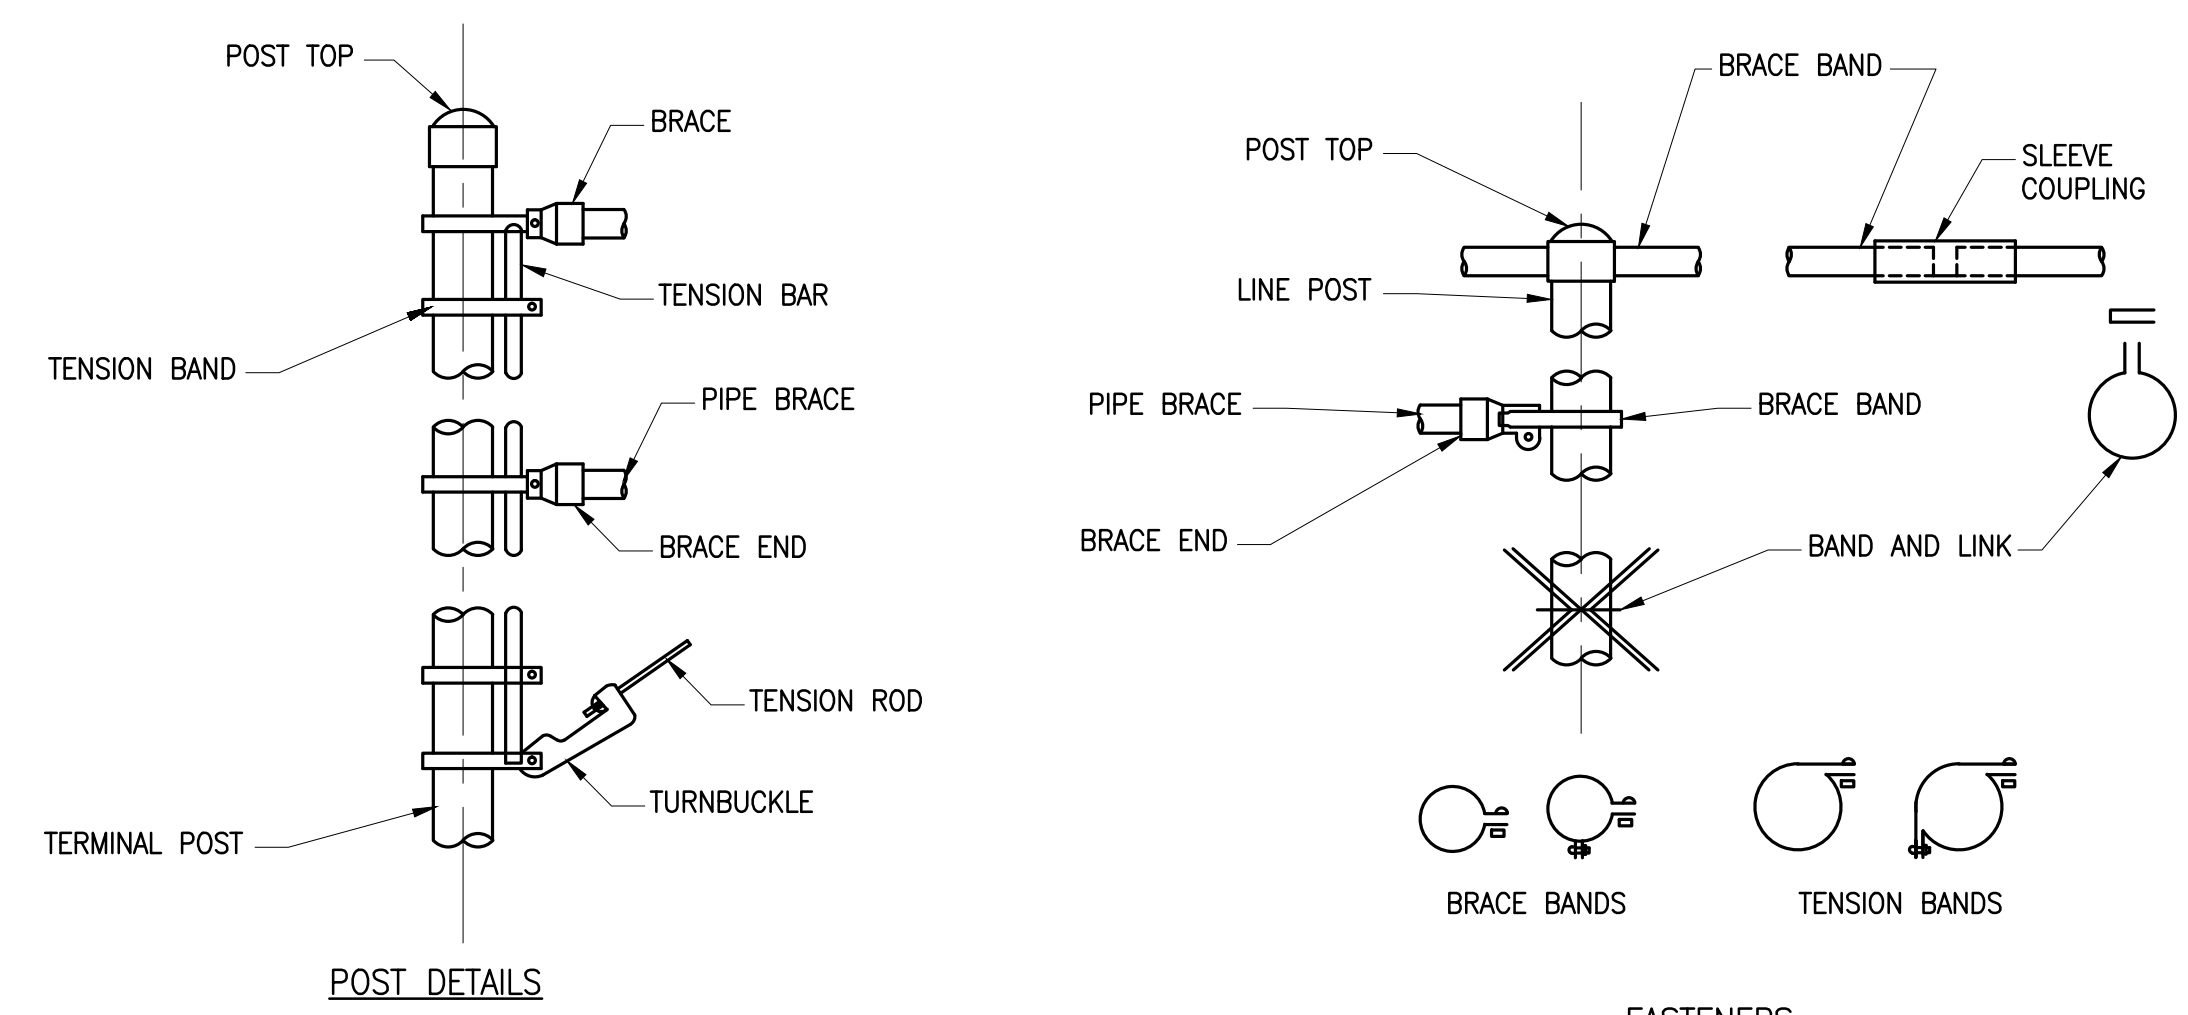 POST TOP
BRACE
TENSION BAR
TENSION BAND
PIPE BRACE
BRACE END
TENSION ROD
TURNBUCKLE
TERMINAL POST
POST DETAILS
BRACE BAND
POST TOP
SLEEVE
COUPLING
LINE POST
PIPE BRACE
BRACE BAND
BRACE END
BAND AND LINK
BRACE BANDS
TENSION BANDS
FASTENERS